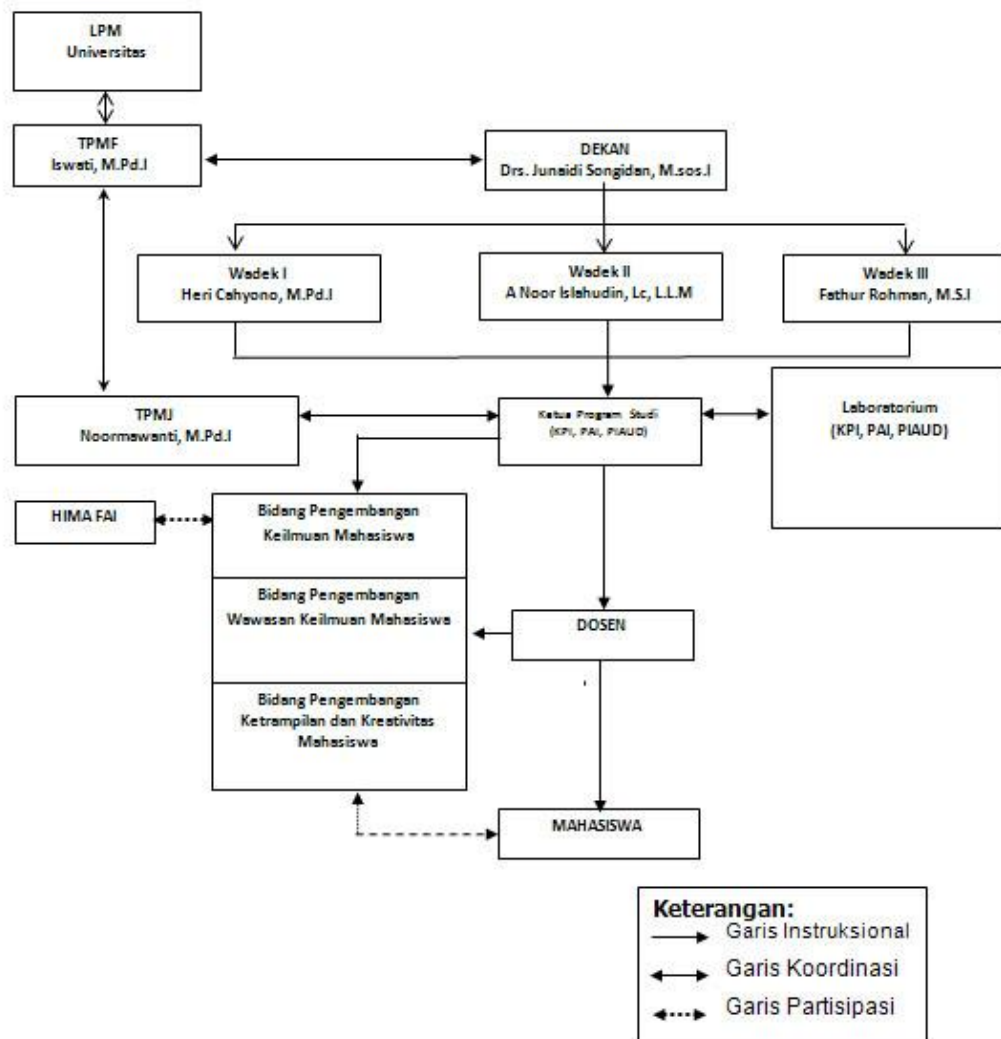 LPM
Universitas
TPMF
Iswati, M.Pd.I
DEKAN
Drs. Junaidi Songidan, M.sos.I
Wadek I
Heri Cahyono, M.Pd.I
Wadek II
A Noor Islahudin, Lc, L.L.M
Wadek III
Fathur Rohman, M.S.I
TPMJ
Noormawanti, M.Pd.I
Ketua Program Studi
(KPI, PAI, PIAUD)
Laboratorium
(KPI, PAI, PIAUD)
HIMA FAI
Bidang Pengembangan
Keilmuan Mahasiswa
Bidang Pengembangan
Wawasan Keilmuan Mahasiswa
DOSEN
Bidang Pengembangan
Ketrampilan dan Kreativitas
Mahasiswa
MAHASISWA
Keterangan:
Garis Instruksional
Garis Koordinasi
Garis Partisipasi